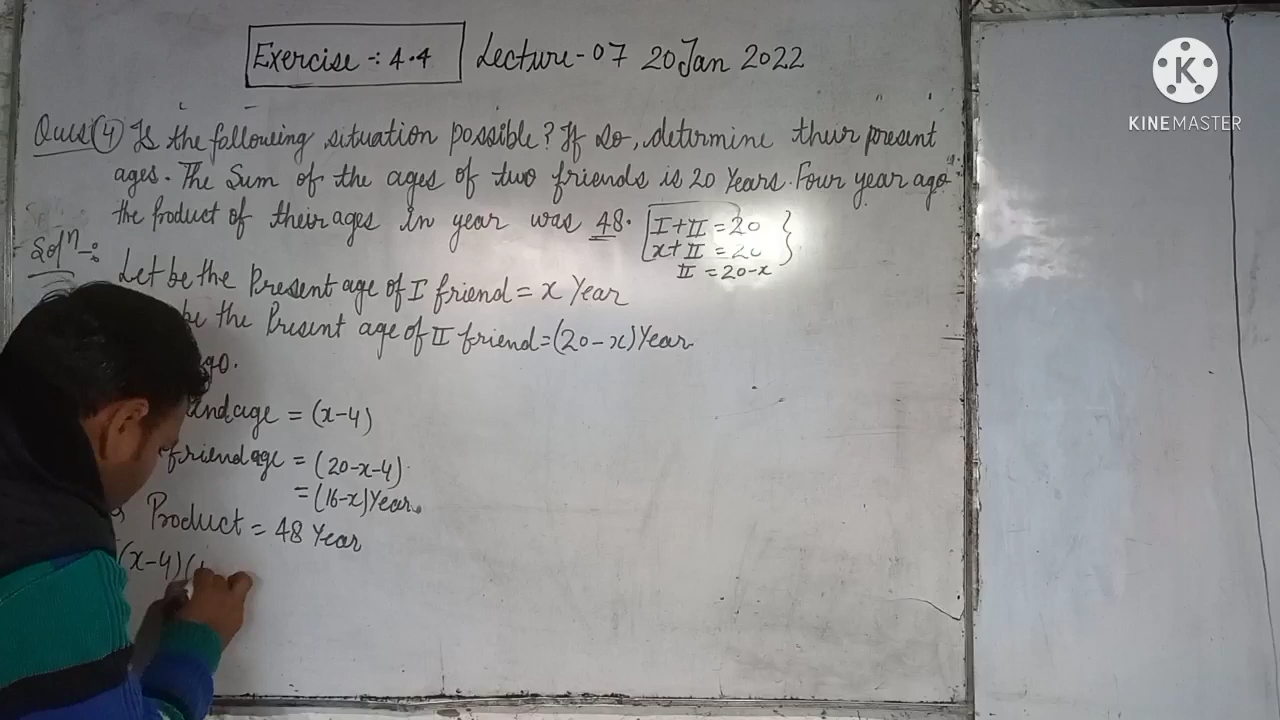 Exercise -: 4.4 Lecture-07 20 Jan 2022
KINEMASTER
Ques(4) Is the following situation possible? If so, determine their present
ages. The Sum of the ages of two friends is 20 Years. Four year ago
the Product of their ages in year was 48.
I+II = 20
x+II = 20
II = 20-x
Solⁿ-:
Let be the Present age of I friend = x Year
be the Present age of II friend = (20-x) Year
ago.
age = (x-4)
friend age = (20-x-4)
= (16-x) Year.
Product = 48 Year
(x-4)(